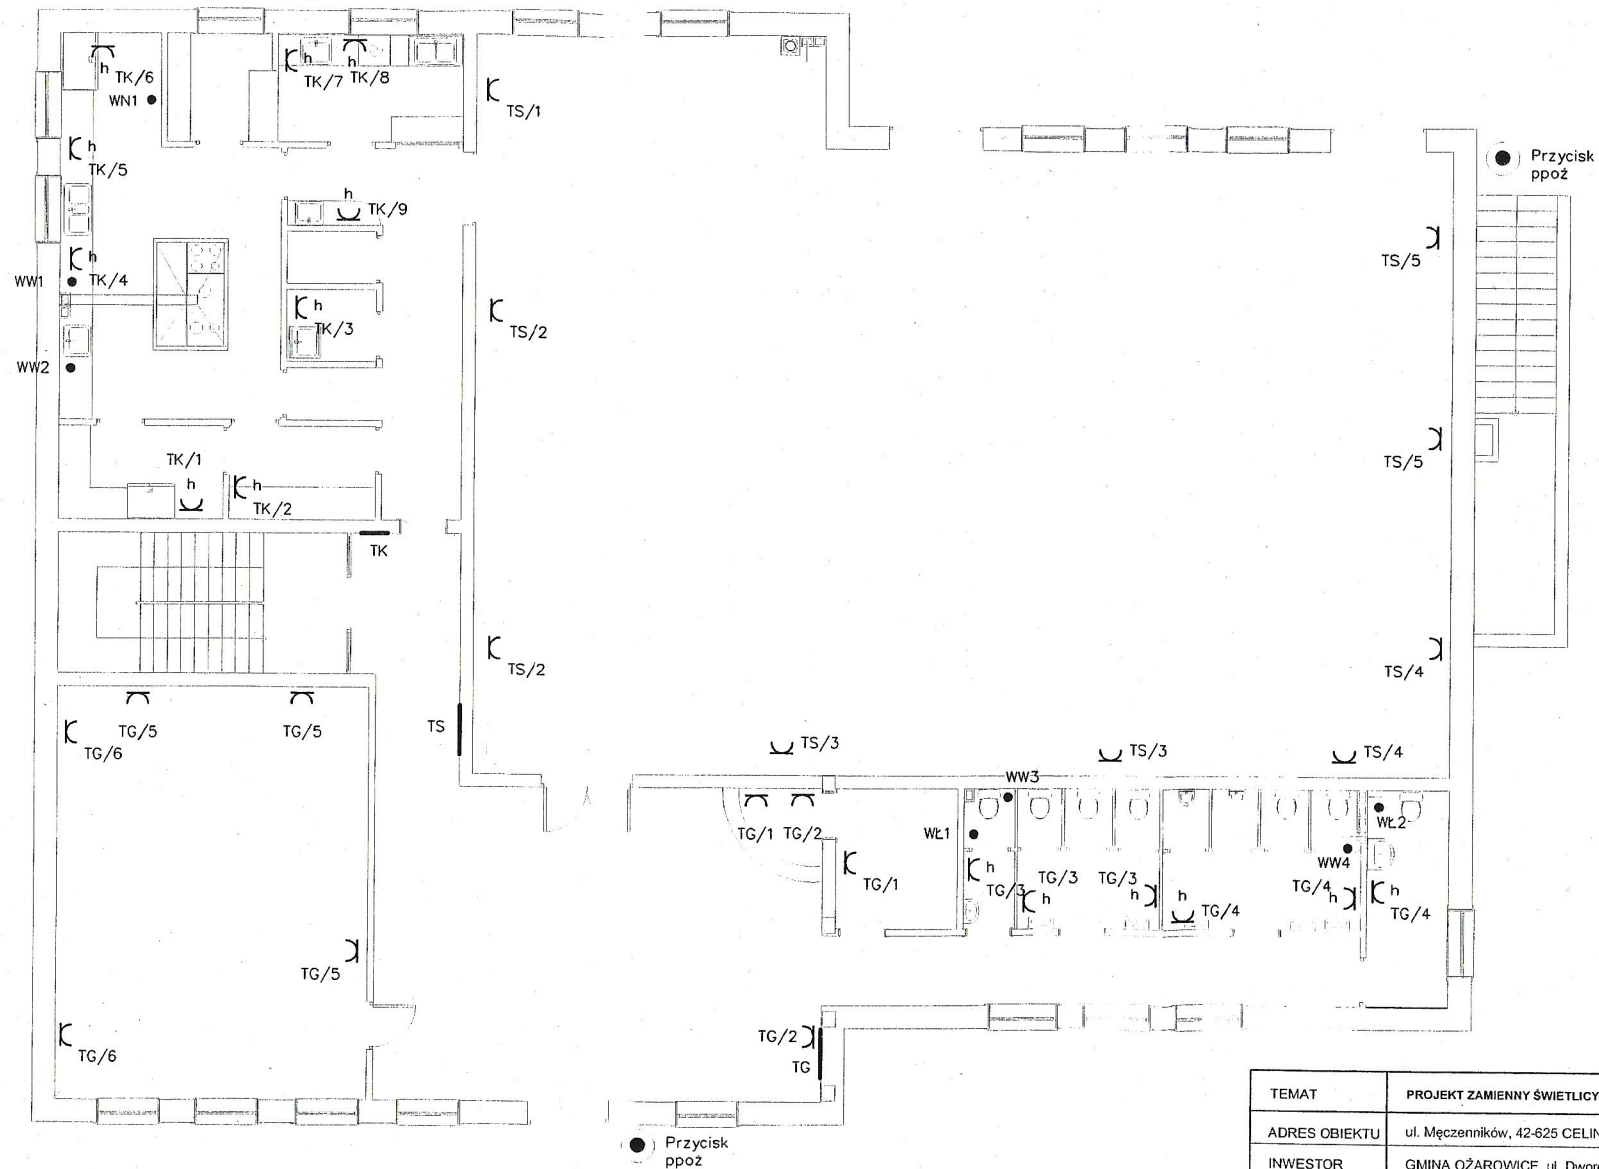 h
TK/6
WN1
h
TK/7
h
TK/8
TS/1
Przycisk
ppoż
h
TK/5
h
TK/9
TS/5
h
TK/4
WW1
h
TK/3
TS/2
WW2
TK/1
h
h
TK/2
TS/5
TK
TS/2
TS/4
TS
TG/5
TG/5
TG/6
TS/3
TS/3
TS/4
WW3
TG/1
TG/2
WŁ1
WŁ2
WW4
TG/1
h
TG/3
TG/3
h
TG/3
h
h
TG/4
TG/4
h
h
TG/4
TG/5
TG/6
TG/2
TG
Przycisk
ppoż
TEMAT
PROJEKT ZAMIENNY ŚWIETLICY
ADRES OBIEKTU
ul. Męczenników, 42-625
INWESTOR
GMINA OŻAROWICE, ul.